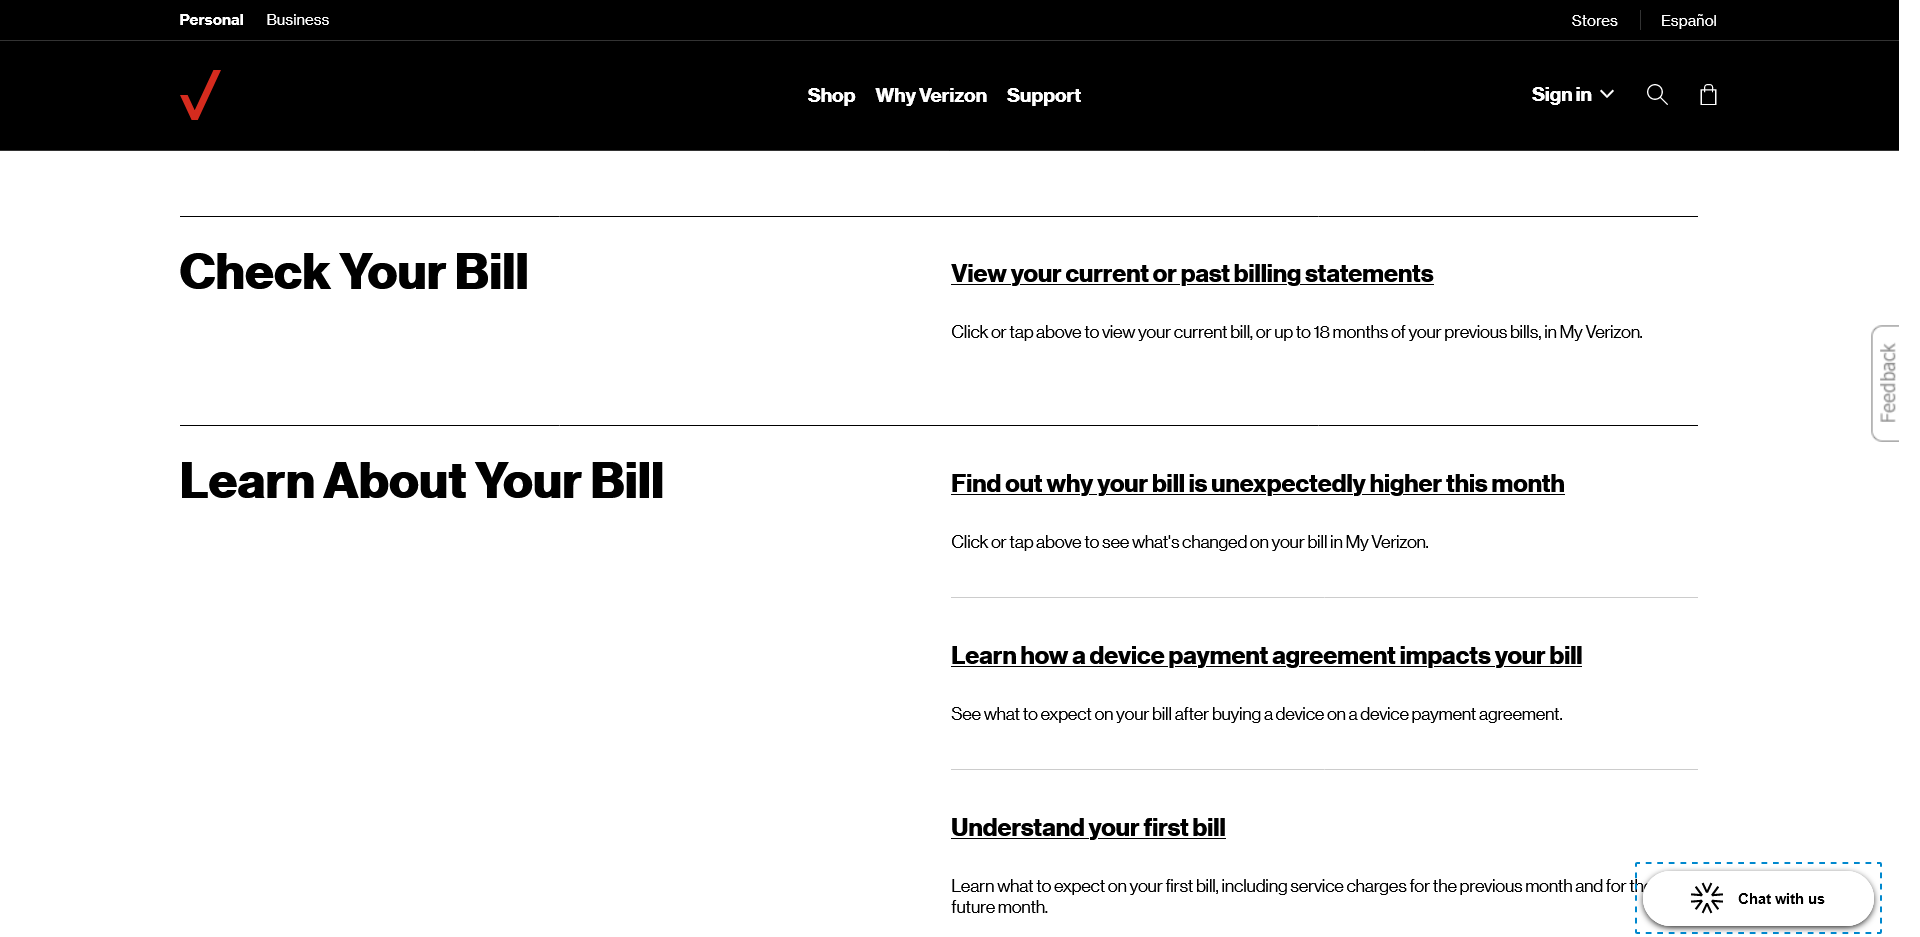 Personal Business
Stores Español
Shop Why Verizon Support
Sign in
Check Your Bill
View your current or past billing statements
Click or tap above to view your current bill, or up to 18 months of your previous bills, in My Verizon.
Feedback
Learn About Your Bill
Find out why your bill is unexpectedly higher this month
Click or tap above to see what's changed on your bill in My Verizon.
Learn how a device payment agreement impacts your bill
See what to expect on your bill after buying a device on a device payment agreement.
Understand your first bill
Learn what to expect on your first bill, including service charges for the previous month and for
future month.
Chat with us